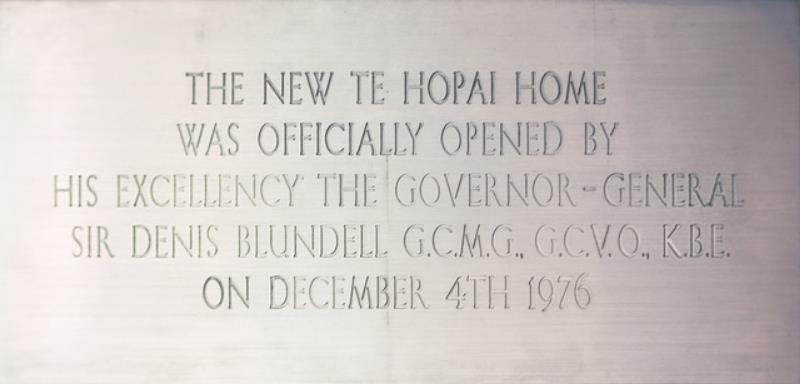 THE NEW TE HOPAI HOME
WAS OFFICIALLY OPENED BY
HIS EXCELLENCY THE GOVERNOR-GENERAL
SIR DENIS BLUNDELL G.C.M.G., G.C.V.O., K.B.E.
ON DECEMBER 4TH 1976